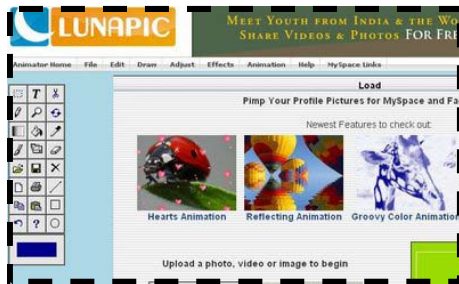 LUNAPIC
MEET YOUTH FROM INDIA & THE WO
SHARE VIDEOS & PHOTOS FOR FRE
Animator Home File Edit Draw Adjust Effects Animation Help MySpace Links
Load
Pimp Your Profile Pictures for MySpace and Fa
Newest Features to check out:
Hearts Animation Reflecting Animation Groovy Color Animation
Upload a photo, video or image to begin